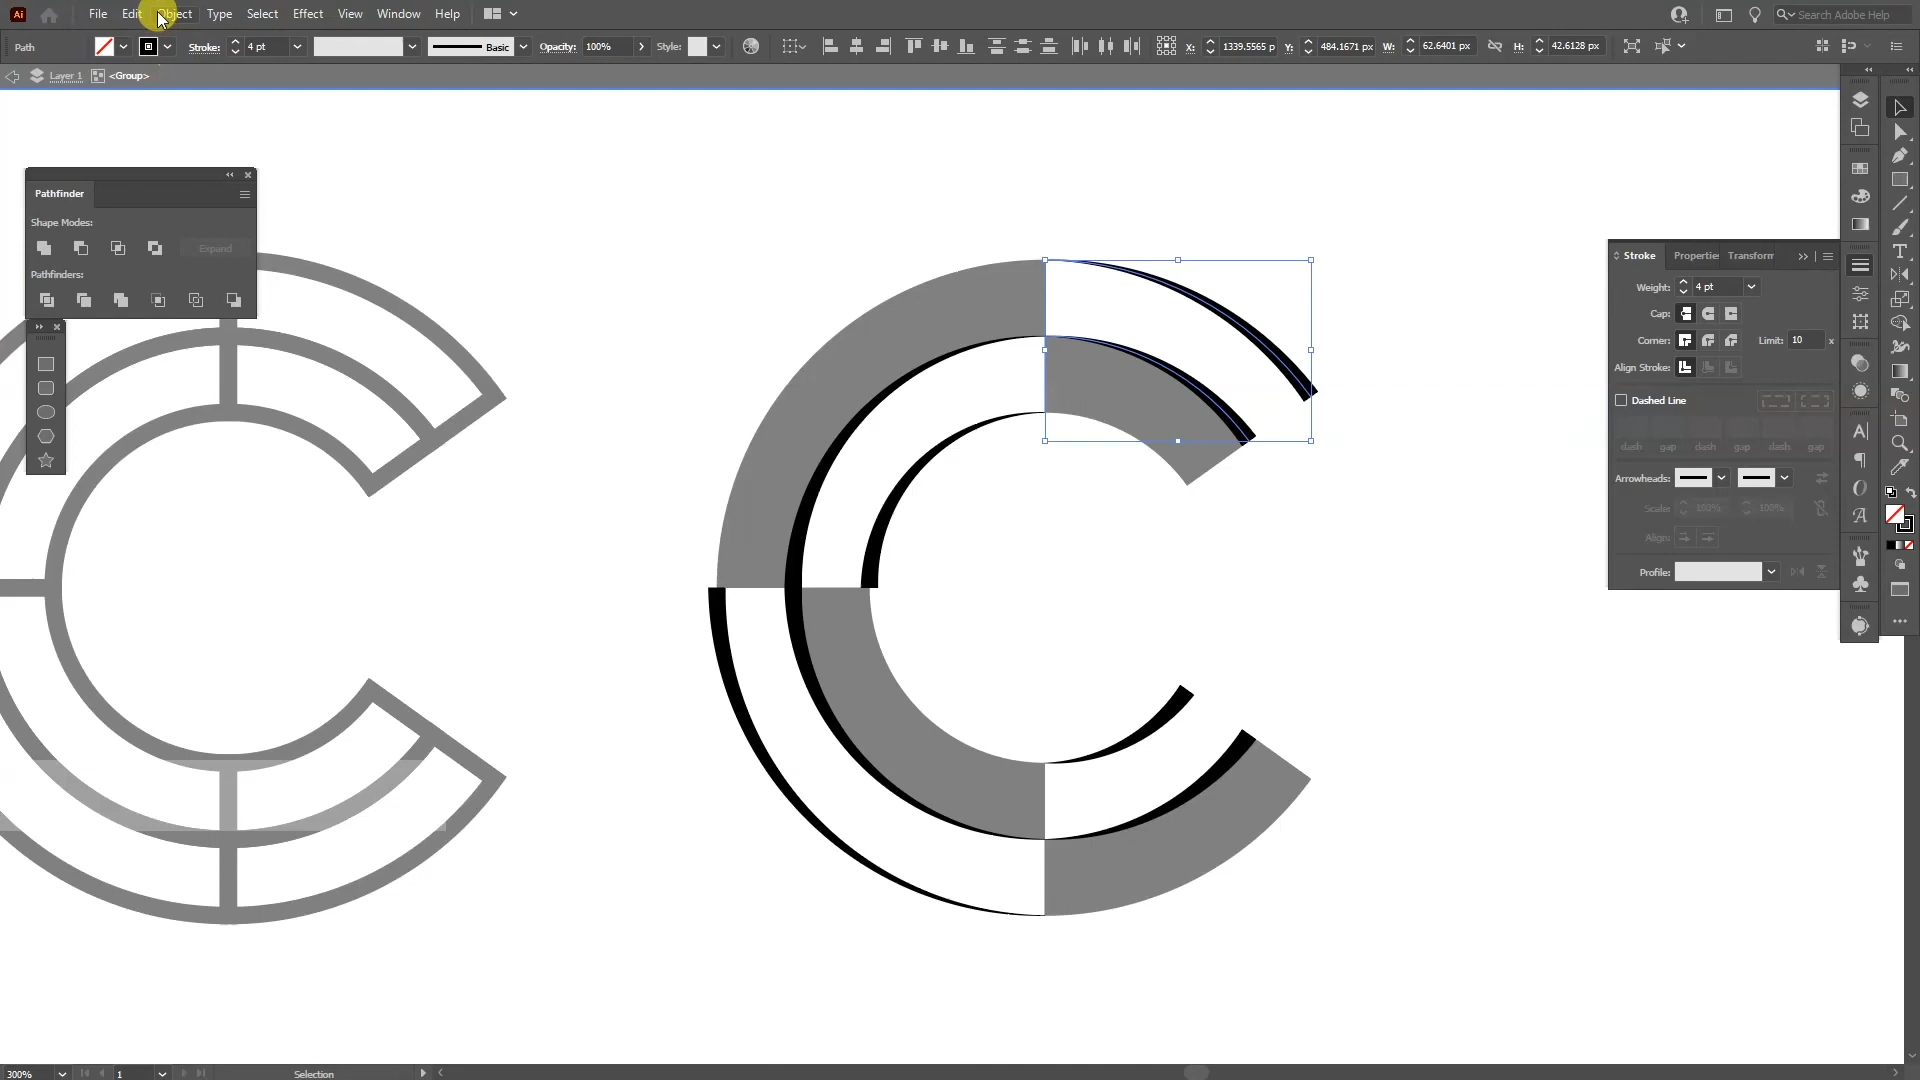 Ai File Edit Object Type Select Effect View Window Help Search Adobe Help
Path Stroke: 4 pt Basic Opacity: 100% Style: X: 1339.5565 p Y: 484.1671 px W: 62.6401 px H: 42.6128 px
Layer 1 <Group>
Pathfinder
Shape Modes:
Expand
Pathfinders:
Stroke Properties Transform
Weight: 4 pt
Cap:
Corner: Limit: 10 x
Align Stroke:
Dashed Line
dash gap dash gap dash gap
Arrowheads:
Scale: 100% 100%
Align:
Profile:
300% 1 Selection